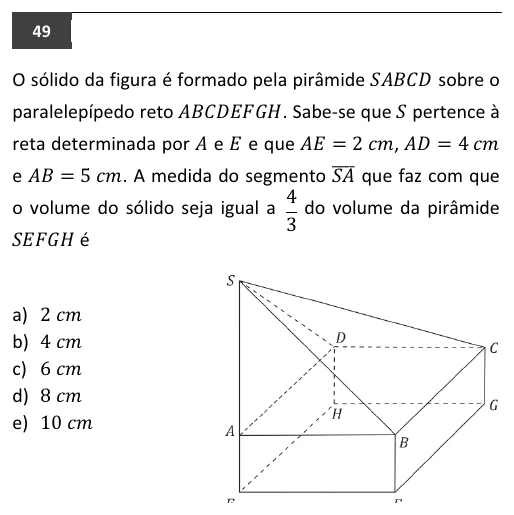 49
O sólido da figura é formado pela pirâmide SABCD sobre o
paralelepípedo reto ABCDEFGH. Sabe-se que S pertence à
reta determinada por A e E e que AE = 2 cm, AD = 4 cm
e AB = 5 cm. A medida do segmento S̅A̅ que faz com que
o volume do sólido seja igual a 4/3 do volume da pirâmide
SEFGH é
a) 2 cm
b) 4 cm
c) 6 cm
d) 8 cm
e) 10 cm
S
D
C
H
G
A
B